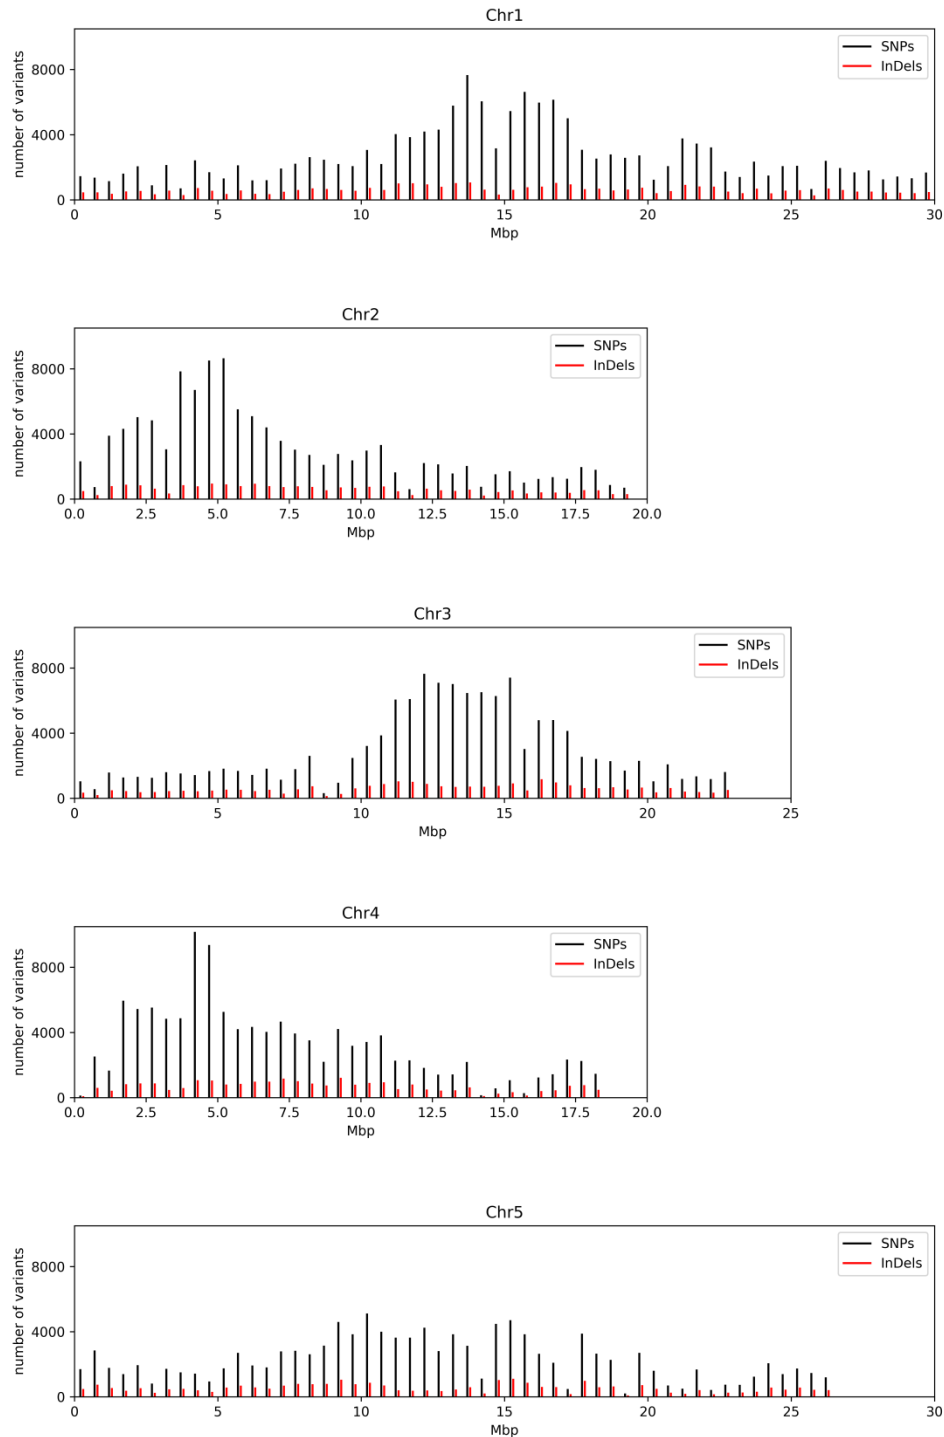 Chr1
number of variants
8000
4000
0
SNPs
InDels
0 5 10 15 20 25 30
Mbp
Chr2
number of variants
8000
4000
0
SNPs
InDels
0.0 2.5 5.0 7.5 10.0 12.5 15.0 17.5 20.0
Mbp
Chr3
number of variants
8000
4000
0
SNPs
InDels
0 5 10 15 20 25
Mbp
Chr4
number of variants
8000
4000
0
SNPs
InDels
0.0 2.5 5.0 7.5 10.0 12.5 15.0 17.5 20.0
Mbp
Chr5
number of variants
8000
4000
0
SNPs
InDels
0 5 10 15 20 25 30
Mbp